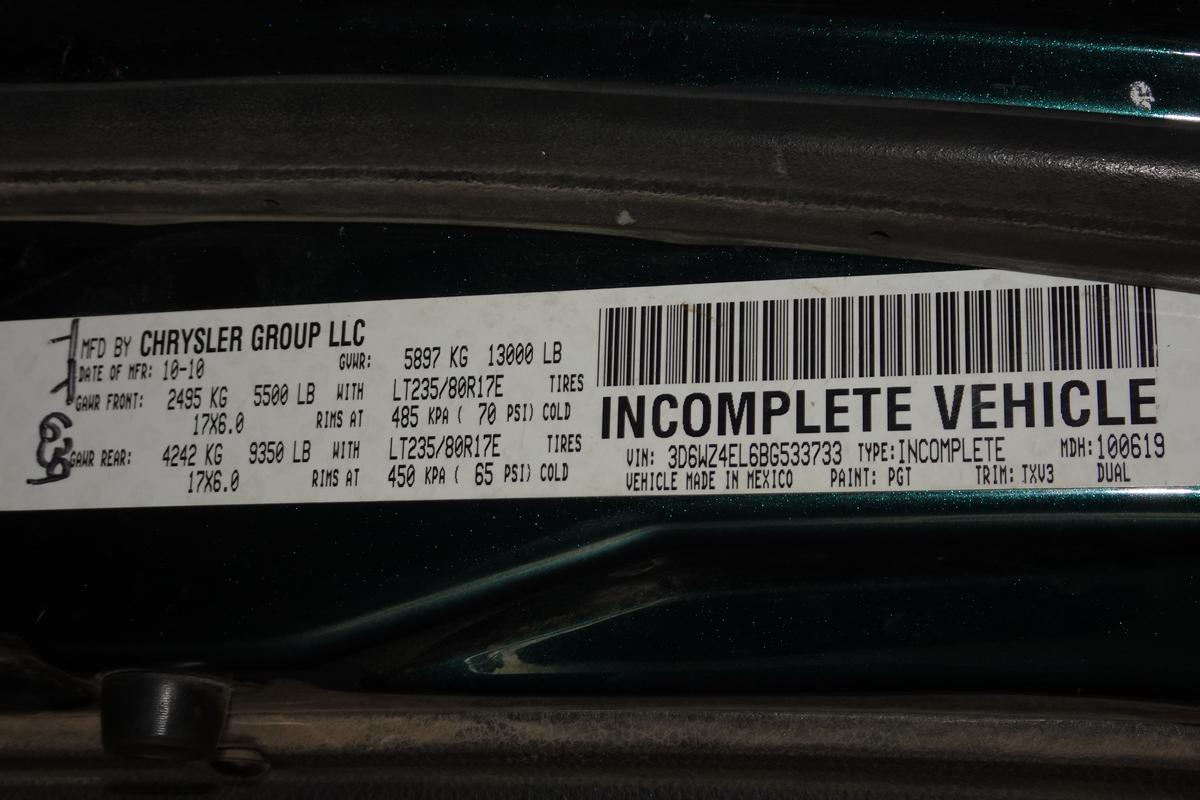 MFD BY CHRYSLER GROUP LLC
DATE OF MFR: 10-10 GVWR: 5897 KG 13000 LB
GAWR FRONT: 2495 KG 5500 LB WITH LT235/80R17E TIRES
17X6.0 RIMS AT 485 KPA ( 70 PSI) COLD
GAWR REAR: 4242 KG 9350 LB WITH LT235/80R17E TIRES
17X6.0 RIMS AT 450 KPA ( 65 PSI) COLD
INCOMPLETE VEHICLE
VIN: 3D6WZ4EL6BG533733 TYPE: INCOMPLETE MDH: 100619
VEHICLE MADE IN MEXICO PAINT: PGT TRIM: TXV3 DUAL